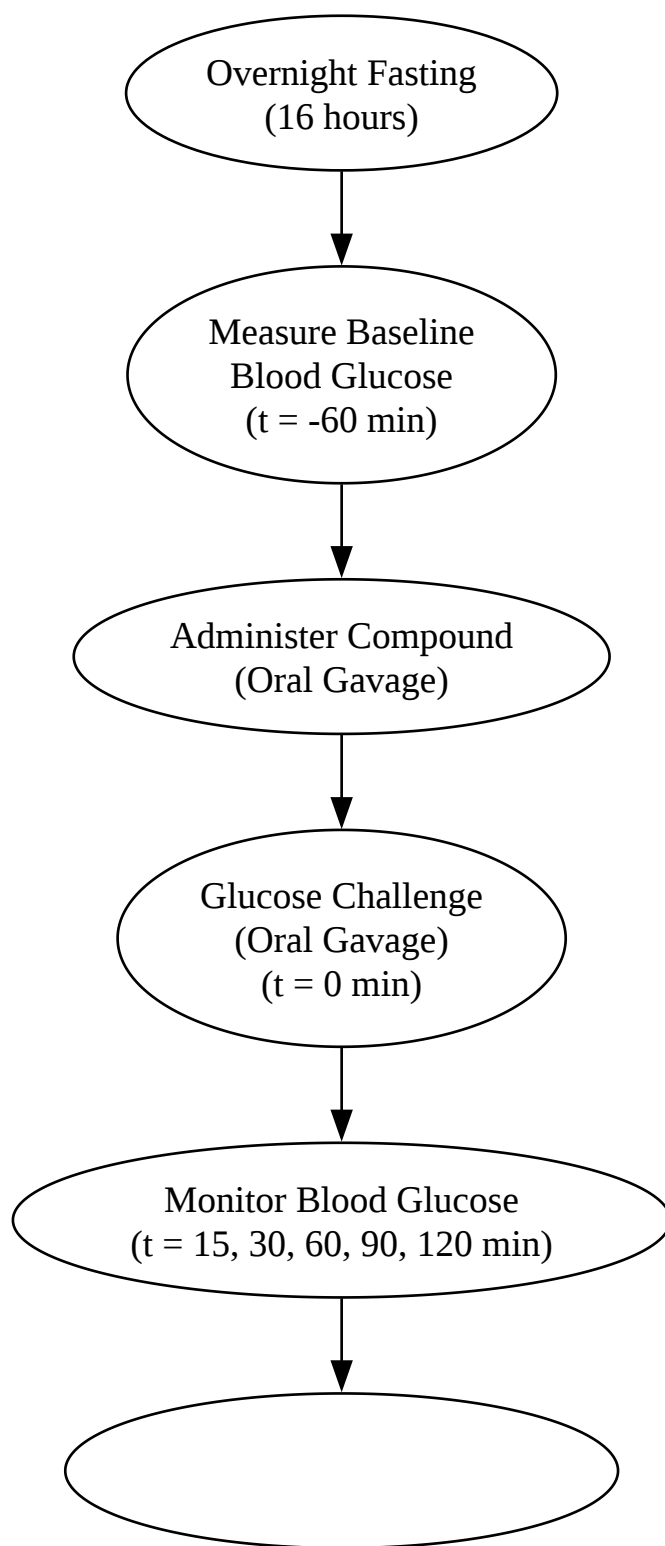 Overnight Fasting
(16 hours)
Measure Baseline
Blood Glucose
(t = -60 min)
Administer Compound
(Oral Gavage)
Glucose Challenge
(Oral Gavage)
(t = 0 min)
Monitor Blood Glucose
(t = 15, 30, 60, 90, 120 min)